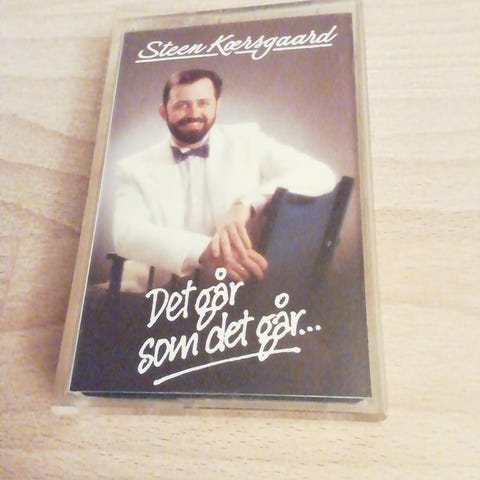 Steen Kærsgaard
Det går
som det går...